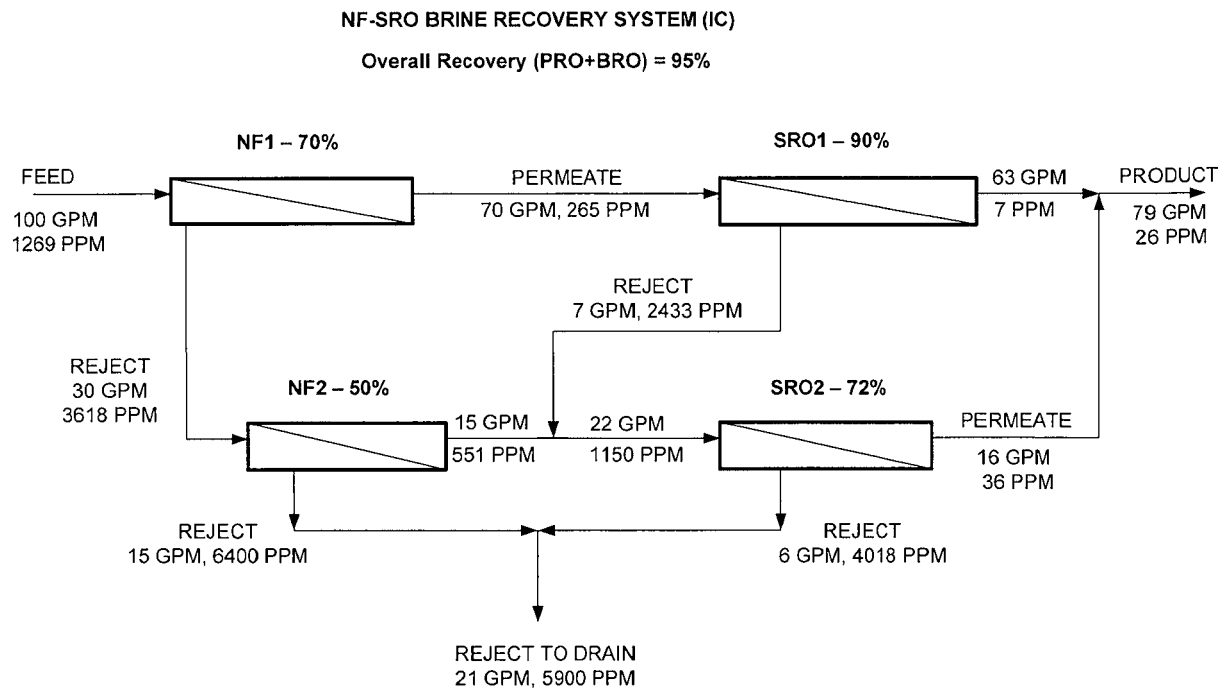 NF-SRO BRINE RECOVERY SYSTEM (IC)
Overall Recovery (PRO+BRO) = 95%
NF1 – 70%
SRO1 – 90%
FEED
100 GPM
1269 PPM
PERMEATE
70 GPM, 265 PPM
63 GPM
7 PPM
PRODUCT
79 GPM
26 PPM
REJECT
7 GPM, 2433 PPM
REJECT
30 GPM
3618 PPM
NF2 – 50%
SRO2 – 72%
15 GPM
551 PPM
22 GPM
1150 PPM
PERMEATE
16 GPM
36 PPM
REJECT
15 GPM, 6400 PPM
REJECT
6 GPM, 4018 PPM
REJECT TO DRAIN
21 GPM, 5900 PPM